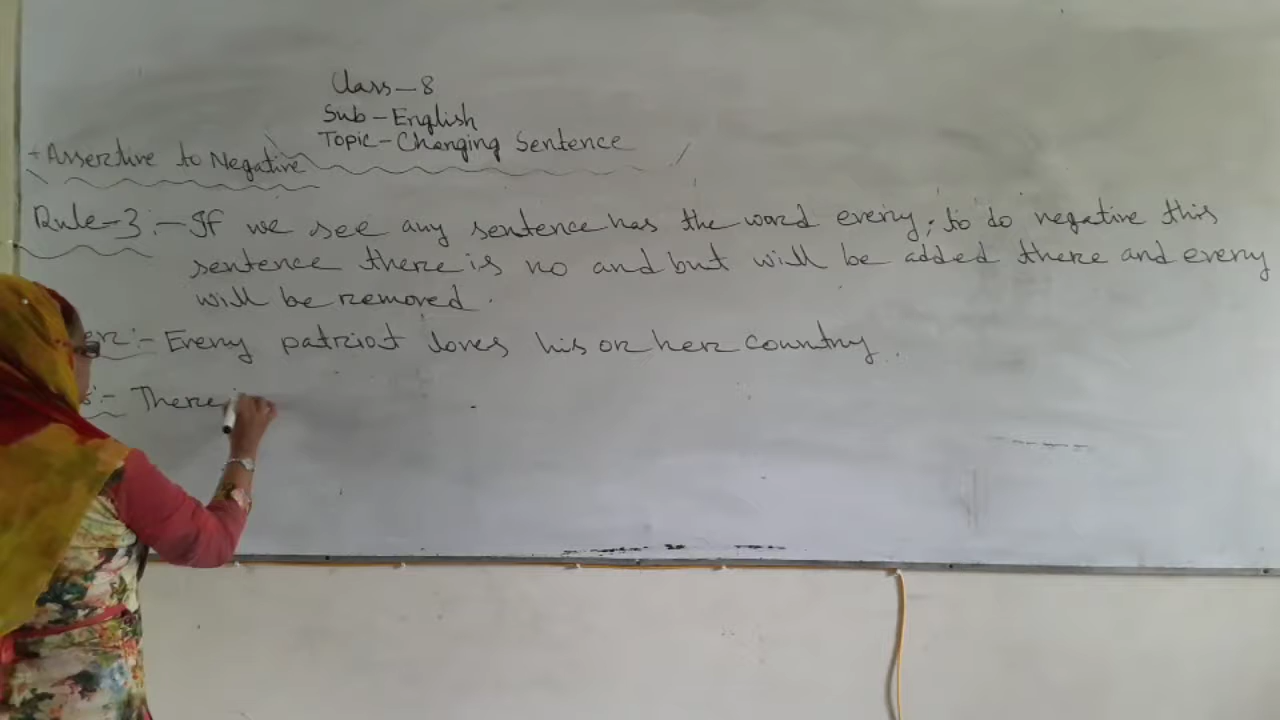 Class-8
Sub-English
Topic-Changing Sentence
Assertive to Negative
Rule-3:- If we see any sentence has the word every, to do negative this
sentence there is no and but will be added there and every
will be removed.
:- Every patriot loves his or her country.
:- There